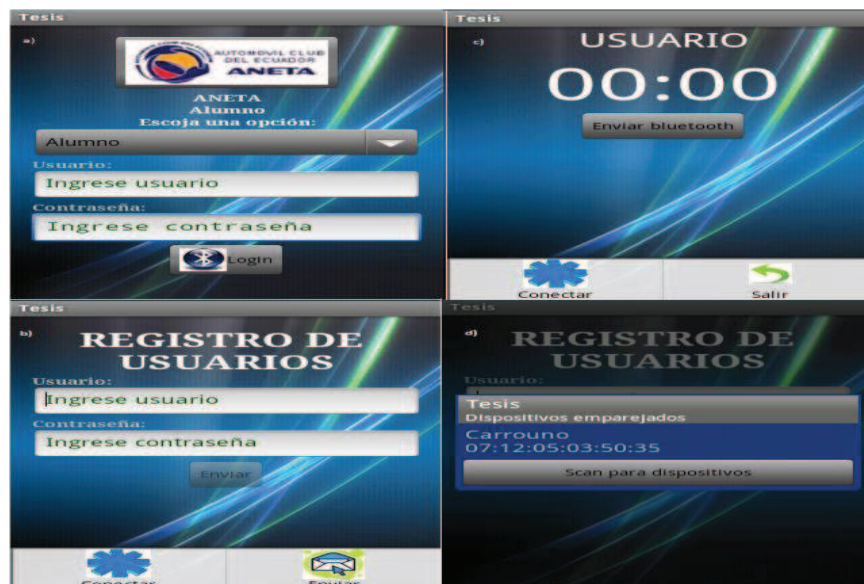 Tesis
a)
AUTOMOVIL CLUB
DEL ECUADOR
ANETA
ANETA
Alumno
Escoja una opción:
Alumno
Usuario:
Ingrese usuario
Contraseña:
Ingrese contraseña
Login
Tesis
c)
USUARIO
00:00
Enviar bluetooth
Conectar
Salir
Tesis
b)
REGISTRO DE
USUARIOS
Usuario:
Ingrese usuario
Contraseña:
Ingrese contraseña
Enviar
Conectar
Enviar
Tesis
d)
REGISTRO DE
USUARIOS
Usuario:
Tesis
Dispositivos emparejados
Carrouno
07:12:05:03:50:35
Scan para dispositivos